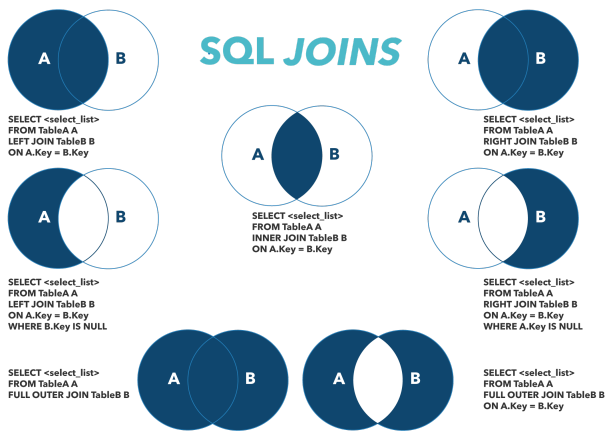 SQL JOINS
A B
SELECT <select_list>
FROM TableA A
LEFT JOIN TableB B
ON A.Key = B.Key
A B
SELECT <select_list>
FROM TableA A
RIGHT JOIN TableB B
ON A.Key = B.Key
A B
SELECT <select_list>
FROM TableA A
INNER JOIN TableB B
ON A.Key = B.Key
A B
SELECT <select_list>
FROM TableA A
LEFT JOIN TableB B
ON A.Key = B.Key
WHERE B.Key IS NULL
A B
SELECT <select_list>
FROM TableA A
RIGHT JOIN TableB B
ON A.Key = B.Key
WHERE A.Key IS NULL
SELECT <select_list>
FROM TableA A
FULL OUTER JOIN TableB B
A B
A B
SELECT <select_list>
FROM TableA A
FULL OUTER JOIN TableB B
ON A.Key = B.Key